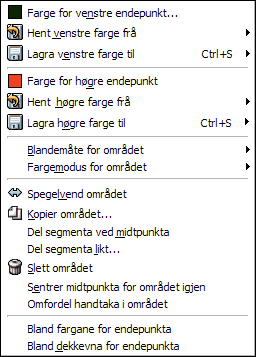 Farge for venstre endepunkt...
Hent venstre farge frå
Lagra venstre farge til Ctrl+S
Farge for høgre endepunkt
Hent høgre farge frå
Lagra høgre farge til Ctrl+S
Blandemåte for området
Fargemodus for området
Spegelvend området
Kopier området...
Del segmenta ved midtpunkta
Del segmenta likt...
Slett området
Sentrer midtpunkta for området igjen
Omfordel handtaka i området
Bland fargane for endepunkta
Bland dekkevna for endepunkta